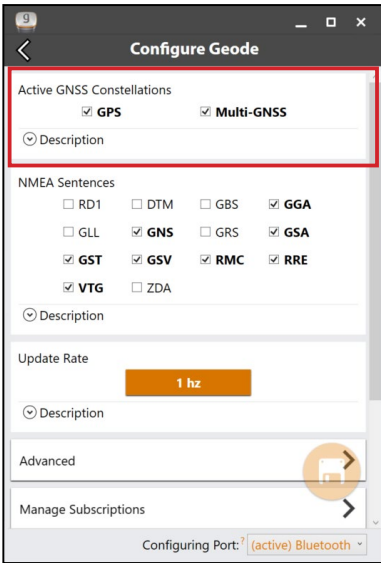 g
Configure Geode
Active GNSS Constellations
GPS Multi-GNSS
Description
NMEA Sentences
RD1 DTM GBS GGA
GLL GNS GRS GSA
GST GSV RMC RRE
VTG ZDA
Description
Update Rate
1 hz
Description
Advanced
Manage Subscriptions
Configuring Port:? (active) Bluetooth